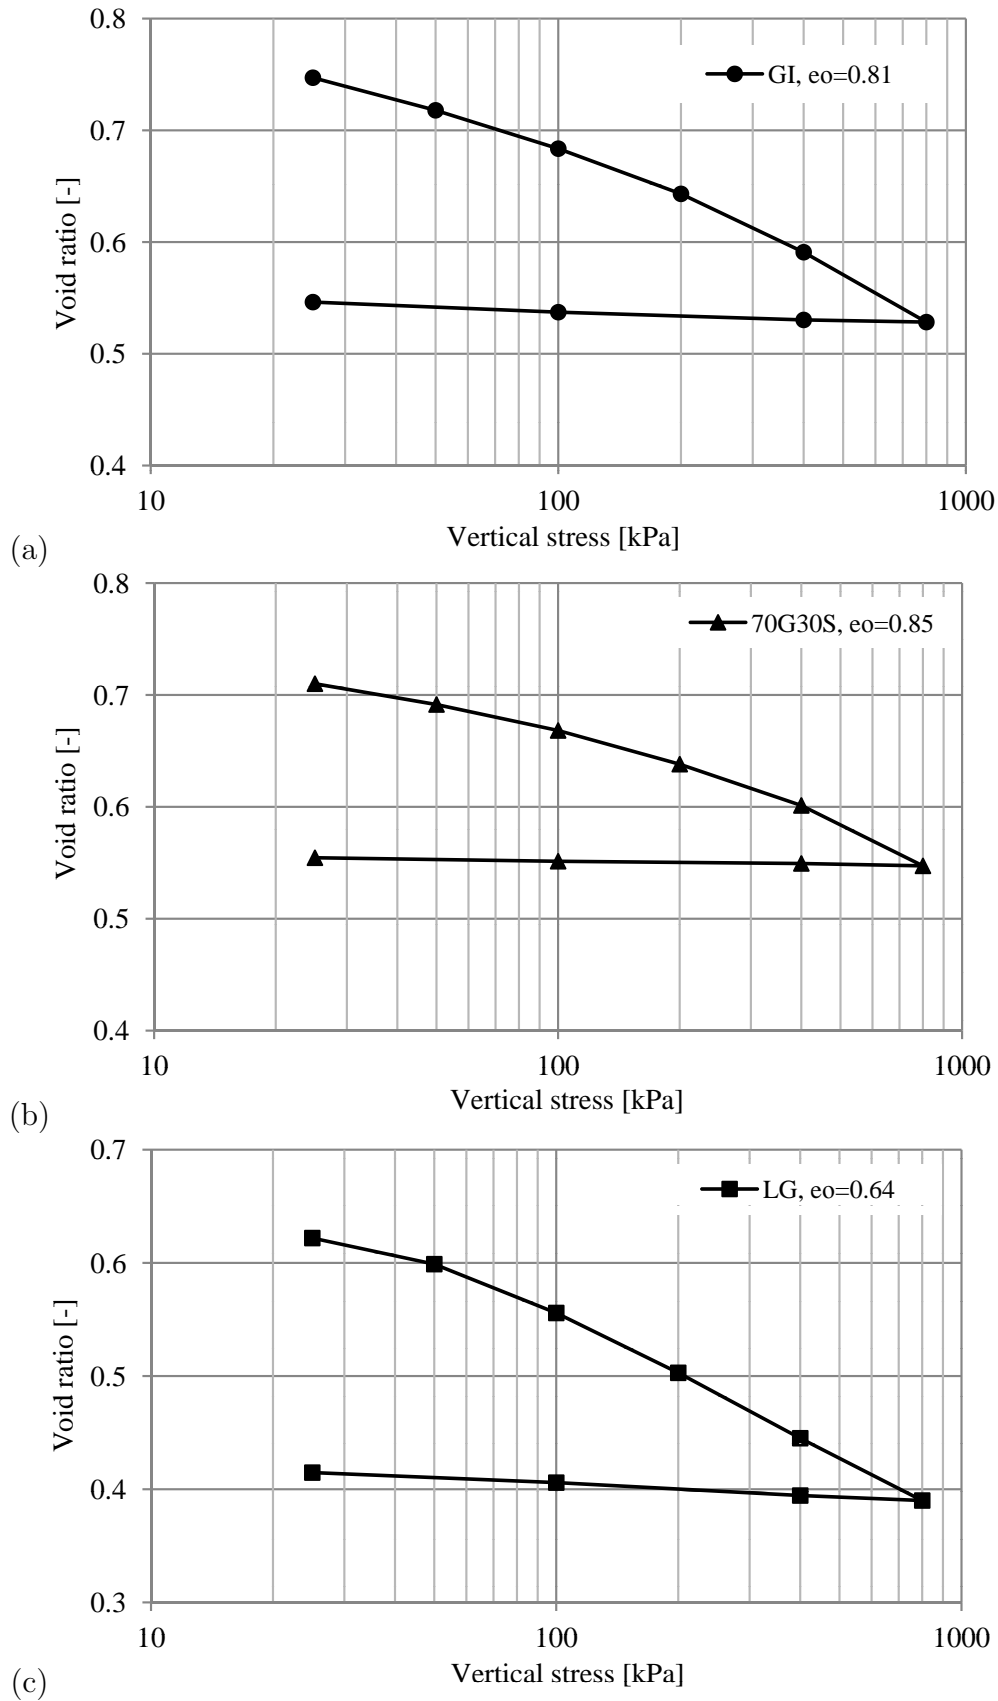 0.8
GI, eo=0.81
0.7
0.6
0.5
0.4
Void ratio [-]
10
100
1000
Vertical stress [kPa]
(a)
0.8
70G30S, eo=0.85
0.7
0.6
0.5
0.4
Void ratio [-]
10
100
1000
Vertical stress [kPa]
(b)
0.7
LG, eo=0.64
0.6
0.5
0.4
0.3
Void ratio [-]
10
100
1000
Vertical stress [kPa]
(c)